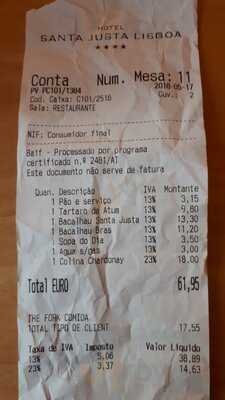 HOTEL
SANTA JUSTA LISBOA
★★★★
Conta Num. Mesa: 11
PV PC101/1384 2018-05-17
Cod. Caixa: C101/2516 Cuv.: 2
Sala: RESTAURANTE
NIF: Consumidor final
BaiF - Processado por programa
certificado n.º 2481/AT
Este documento não serve de fatura
Quan. Descrição IVA Montante
1 Pão e serviço 13% 3,15
1 Tartaro de Atum 13% 9,80
1 Bacalhau Santa Justa 13% 13,30
1 Bacalhau Bras 13% 11,20
1 Sopa do Dia 13% 3,50
1 Agua s/gas 13% 3,00
1 Colina Chardonay 23% 18,00
Total EURO 61,95
THE FORK COMIDA
TOTAL TIPO DE CLIENT 17,55
Taxa de IVA Imposto Valor Liquido
13% 5,06 38,89
23% 3,37 14,63